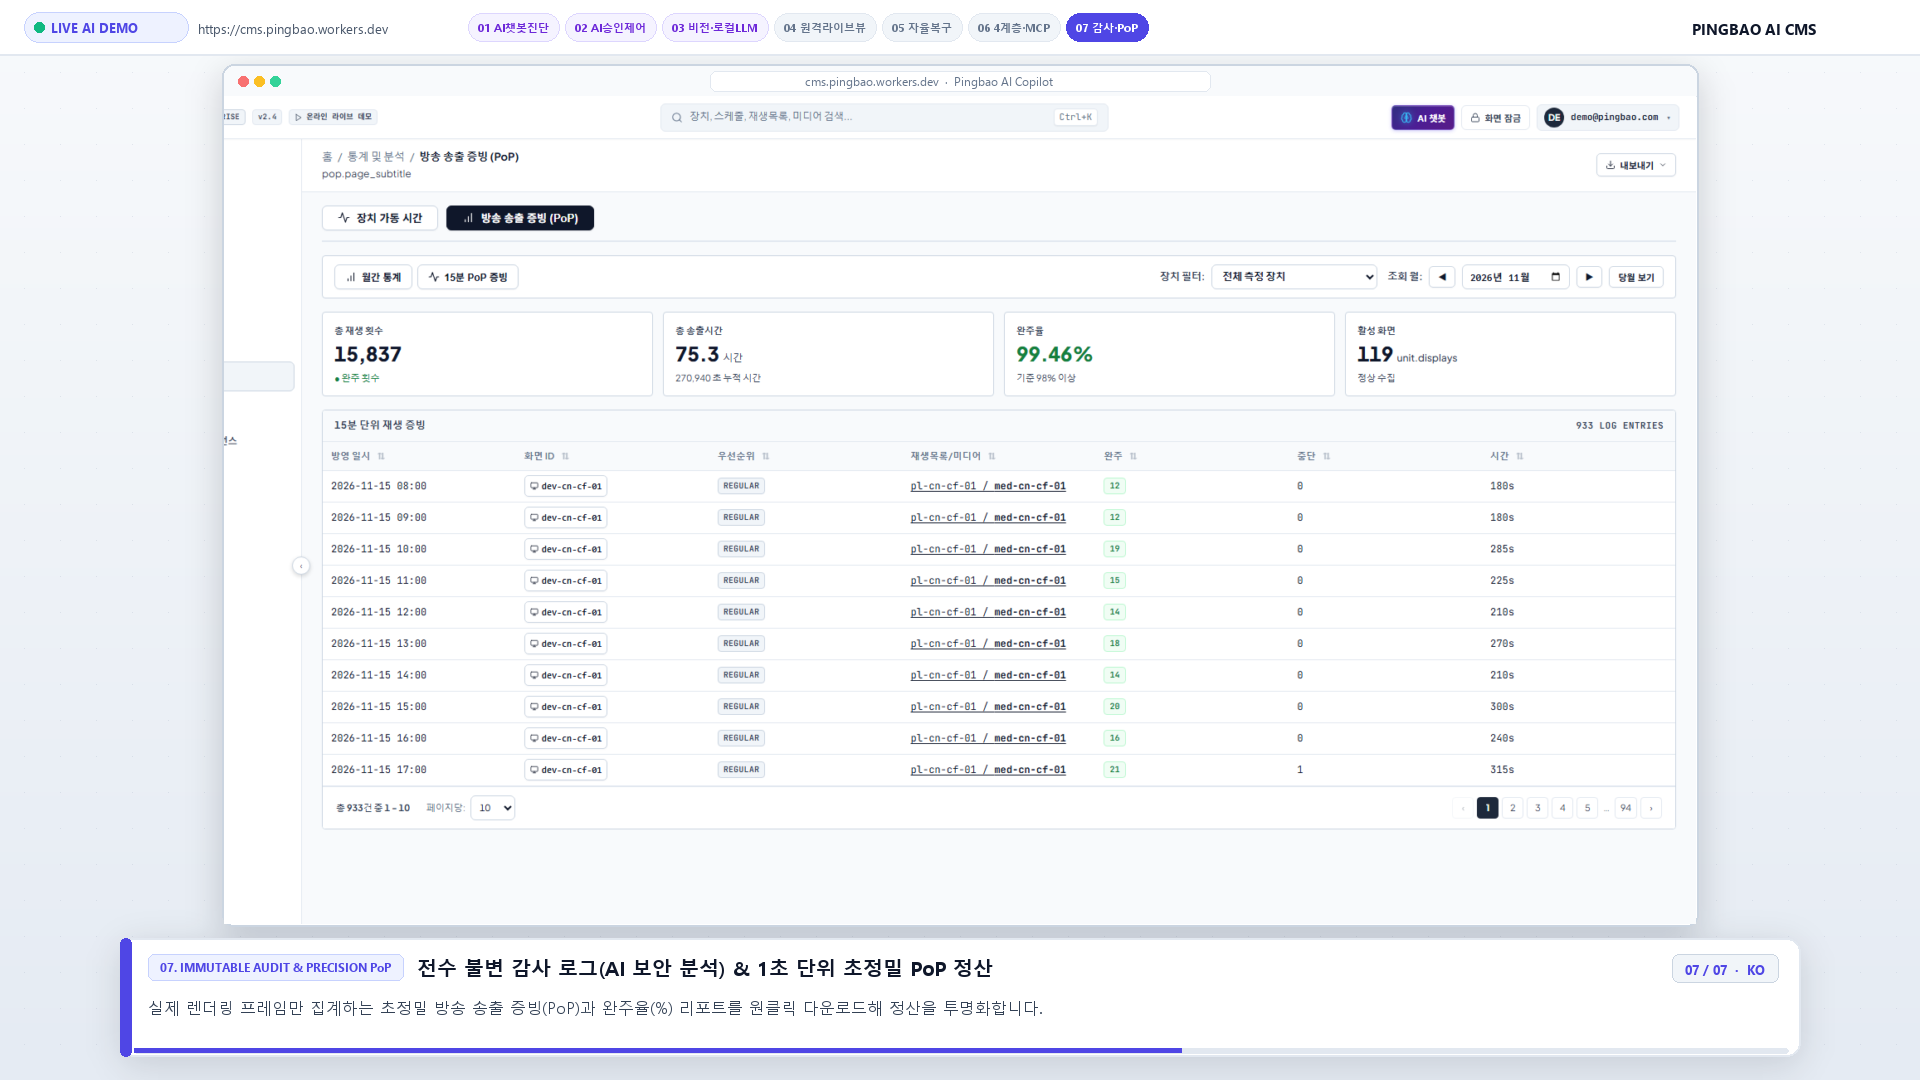 LIVE AI DEMO https://cms.pingbao.workers.dev 01 AI챗봇진단 02 AI승인제어 03 비전·로컬LLM 04 원격라이브뷰 05 자율복구 06 4계층·MCP 07 감사·PoP PINGBAO AI CMS
cms.pingbao.workers.dev · Pingbao AI Copilot
RISE v2.4 온라인 라이브 데모 장치, 스케줄, 재생목록, 미디어 검색... Ctrl+K AI 챗봇 화면 잠금 DE demo@pingbao.com
홈 / 통계 및 분석 / 방송 송출 증빙 (PoP)
pop.page_subtitle
내보내기
장치 가동 시간 방송 송출 증빙 (PoP)
월간 통계 15분 PoP 증빙 장치 필터: 전체 측정 장치 조회 월: ◀ 2026년 11월 ▶ 당월 보기
총 재생 횟수 총 송출시간 완주율 활성 화면
15,837 75.3 시간 99.46% 119 unit.displays
● 완주 횟수 270,940 초 누적 시간 기준 98% 이상 정상 수집
15분 단위 재생 증빙 933 LOG ENTRIES
방영 일시 화면 ID 우선순위 재생목록/미디어 완주 중단 시간
2026-11-15 08:00 dev-cn-cf-01 REGULAR pl-cn-cf-01 / med-cn-cf-01 12 0 180s
2026-11-15 09:00 dev-cn-cf-01 REGULAR pl-cn-cf-01 / med-cn-cf-01 12 0 180s
2026-11-15 10:00 dev-cn-cf-01 REGULAR pl-cn-cf-01 / med-cn-cf-01 19 0 285s
2026-11-15 11:00 dev-cn-cf-01 REGULAR pl-cn-cf-01 / med-cn-cf-01 15 0 225s
2026-11-15 12:00 dev-cn-cf-01 REGULAR pl-cn-cf-01 / med-cn-cf-01 14 0 210s
2026-11-15 13:00 dev-cn-cf-01 REGULAR pl-cn-cf-01 / med-cn-cf-01 18 0 270s
2026-11-15 14:00 dev-cn-cf-01 REGULAR pl-cn-cf-01 / med-cn-cf-01 14 0 210s
2026-11-15 15:00 dev-cn-cf-01 REGULAR pl-cn-cf-01 / med-cn-cf-01 20 0 300s
2026-11-15 16:00 dev-cn-cf-01 REGULAR pl-cn-cf-01 / med-cn-cf-01 16 0 240s
2026-11-15 17:00 dev-cn-cf-01 REGULAR pl-cn-cf-01 / med-cn-cf-01 21 1 315s
총 933건 중 1 - 10 페이지당: 10 ‹ 1 2 3 4 5 … 94 ›
07. IMMUTABLE AUDIT & PRECISION PoP 전수 불변 감사 로그(AI 보안 분석) & 1초 단위 초정밀 PoP 정산 07 / 07 · KO
실제 렌더링 프레임만 집계하는 초정밀 방송 송출 증빙(PoP)과 완주율(%) 리포트를 원클릭 다운로드해 정산을 투명화합니다.